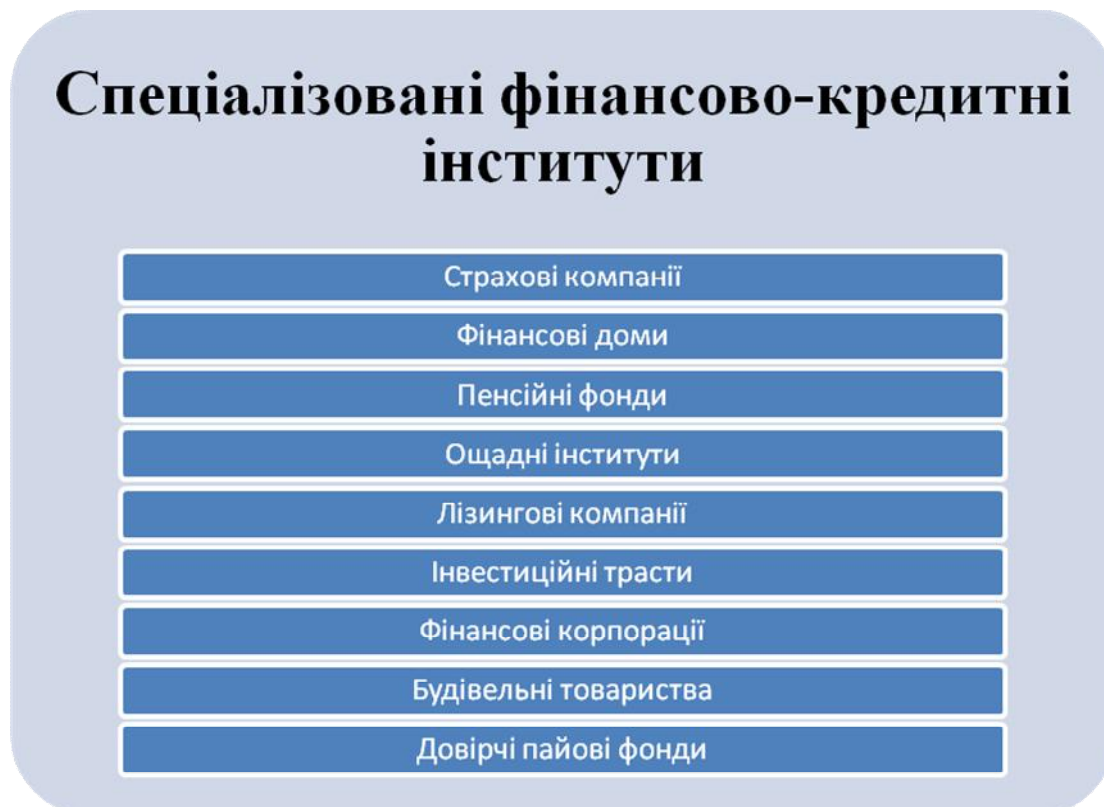 Спеціалізовані фінансово-кредитні
інститути
Страхові компанії
Фінансові доми
Пенсійні фонди
Ощадні інститути
Лізингові компанії
Інвестиційні трасти
Фінансові корпорації
Будівельні товариства
Довірчі пайові фонди